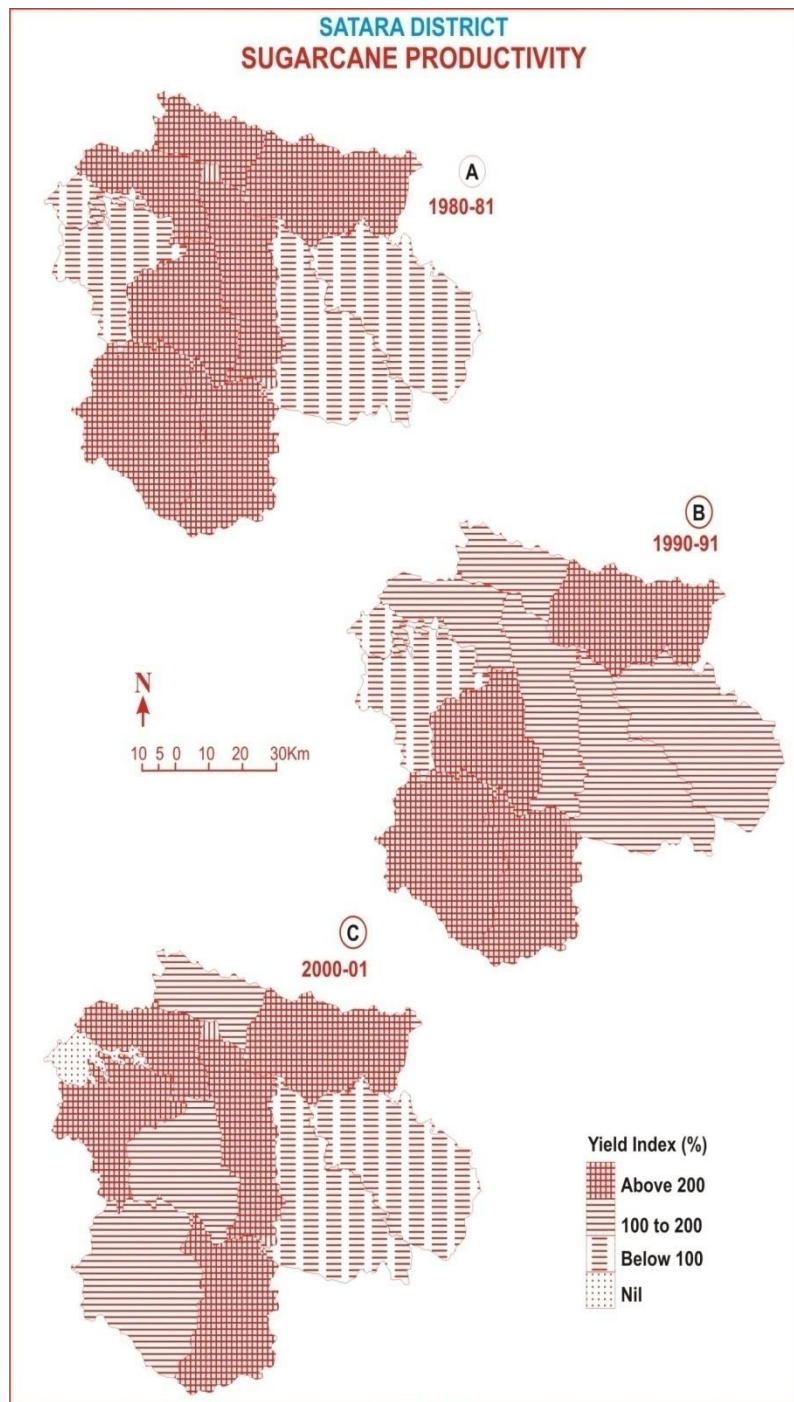 SATARA DISTRICT
SUGARCANE PRODUCTIVITY
A
1980-81
B
1990-91
N
10 5 0 10 20 30Km
C
2000-01
Yield Index (%)
Above 200
100 to 200
Below 100
Nil